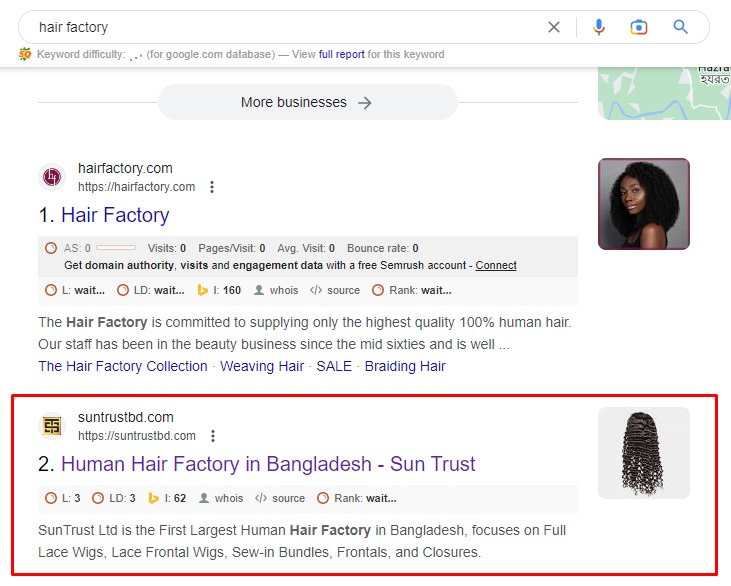 hair factory
Keyword difficulty: . . . (for google.com database) — View full report for this keyword
হযরত
More businesses →
hairfactory.com
https://hairfactory.com
1. Hair Factory
AS: 0 Visits: 0 Pages/Visit: 0 Avg. Visit: 0 Bounce rate: 0
Get domain authority, visits and engagement data with a free Semrush account - Connect
L: wait... LD: wait... I: 160 whois </> source Rank: wait...
The Hair Factory is committed to supplying only the highest quality 100% human hair.
Our staff has been in the beauty business since the mid sixties and is well ...
The Hair Factory Collection · Weaving Hair · SALE · Braiding Hair
suntrustbd.com
https://suntrustbd.com
2. Human Hair Factory in Bangladesh - Sun Trust
L: 3 LD: 3 I: 62 whois </> source Rank: wait...
SunTrust Ltd is the First Largest Human Hair Factory in Bangladesh, focuses on Full
Lace Wigs, Lace Frontal Wigs, Sew-in Bundles, Frontals, and Closures.